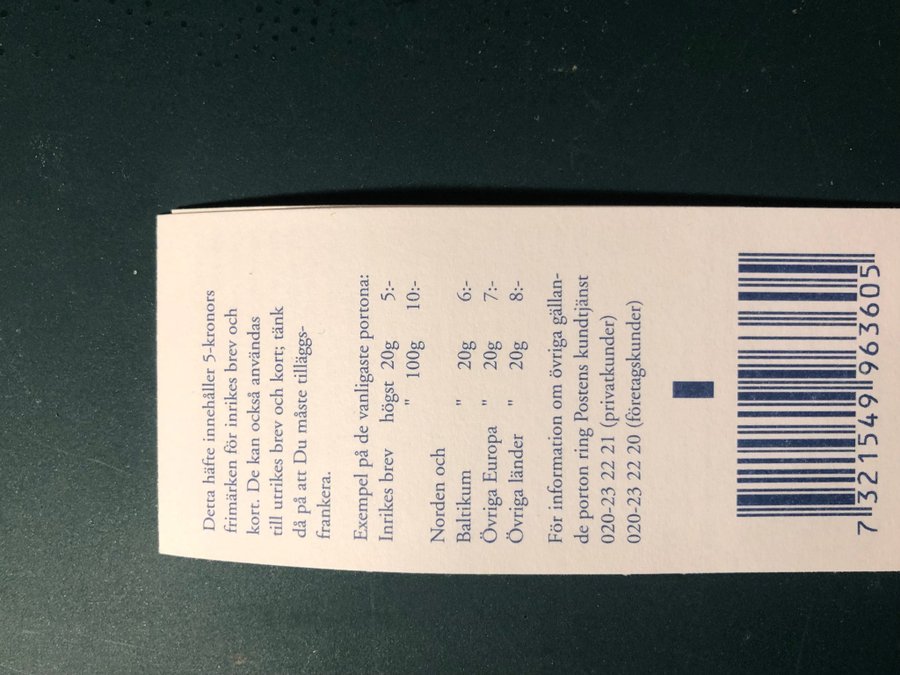 Detta häfte innehåller 5-kronors
frimärken för inrikes brev och
kort. De kan också användas
till utrikes brev och kort; tänk
då på att Du måste tilläggs-
frankera.
Exempel på de vanligaste portona:
Inrikes brev högst 20g 5:-
" 100g 10:-
Norden och
Baltikum " 20g 6:-
Övriga Europa " 20g 7:-
Övriga länder " 20g 8:-
För information om övriga gällan-
de porton ring Postens kundtjänst
020-23 22 21 (privatkunder)
020-23 22 20 (företagskunder)
7 321549 963605